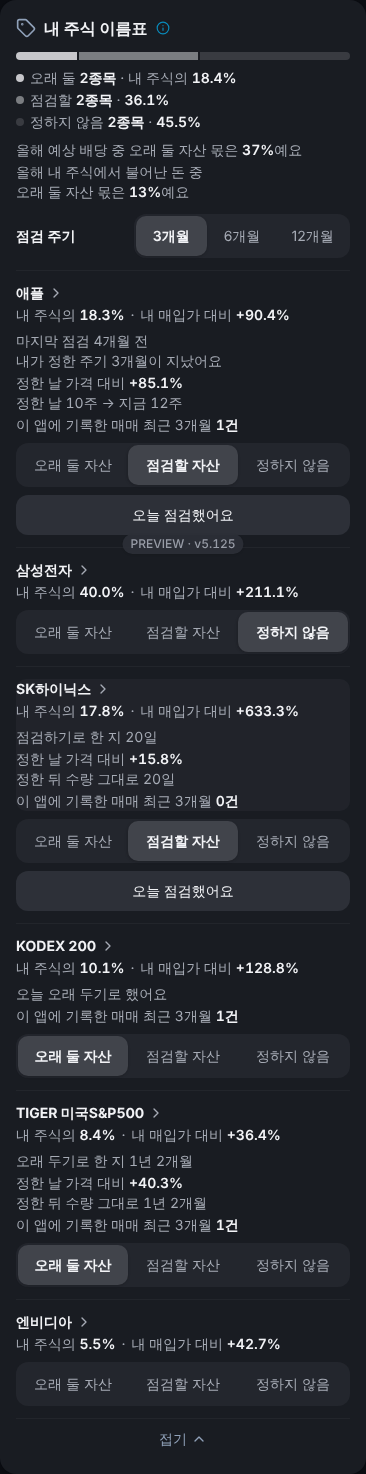 내 주식 이름표
오래 둘 2종목 · 내 주식의 18.4%
점검할 2종목 · 36.1%
정하지 않음 2종목 · 45.5%
올해 예상 배당 중 오래 둘 자산 몫은 37%예요
올해 내 주식에서 불어난 돈 중
오래 둘 자산 몫은 13%예요
점검 주기 3개월 6개월 12개월
애플
내 주식의 18.3% · 내 매입가 대비 +90.4%
마지막 점검 4개월 전
내가 정한 주기 3개월이 지났어요
정한 날 가격 대비 +85.1%
정한 날 10주 → 지금 12주
이 앱에 기록한 매매 최근 3개월 1건
오래 둘 자산 점검할 자산 정하지 않음
오늘 점검했어요
PREVIEW · v5.125
삼성전자
내 주식의 40.0% · 내 매입가 대비 +211.1%
오래 둘 자산 점검할 자산 정하지 않음
SK하이닉스
내 주식의 17.8% · 내 매입가 대비 +633.3%
점검하기로 한 지 20일
정한 날 가격 대비 +15.8%
정한 뒤 수량 그대로 20일
이 앱에 기록한 매매 최근 3개월 0건
오래 둘 자산 점검할 자산 정하지 않음
오늘 점검했어요
KODEX 200
내 주식의 10.1% · 내 매입가 대비 +128.8%
오늘 오래 두기로 했어요
이 앱에 기록한 매매 최근 3개월 1건
오래 둘 자산 점검할 자산 정하지 않음
TIGER 미국S&P500
내 주식의 8.4% · 내 매입가 대비 +36.4%
오래 두기로 한 지 1년 2개월
정한 날 가격 대비 +40.3%
정한 뒤 수량 그대로 1년 2개월
이 앱에 기록한 매매 최근 3개월 1건
오래 둘 자산 점검할 자산 정하지 않음
엔비디아
내 주식의 5.5% · 내 매입가 대비 +42.7%
오래 둘 자산 점검할 자산 정하지 않음
접기